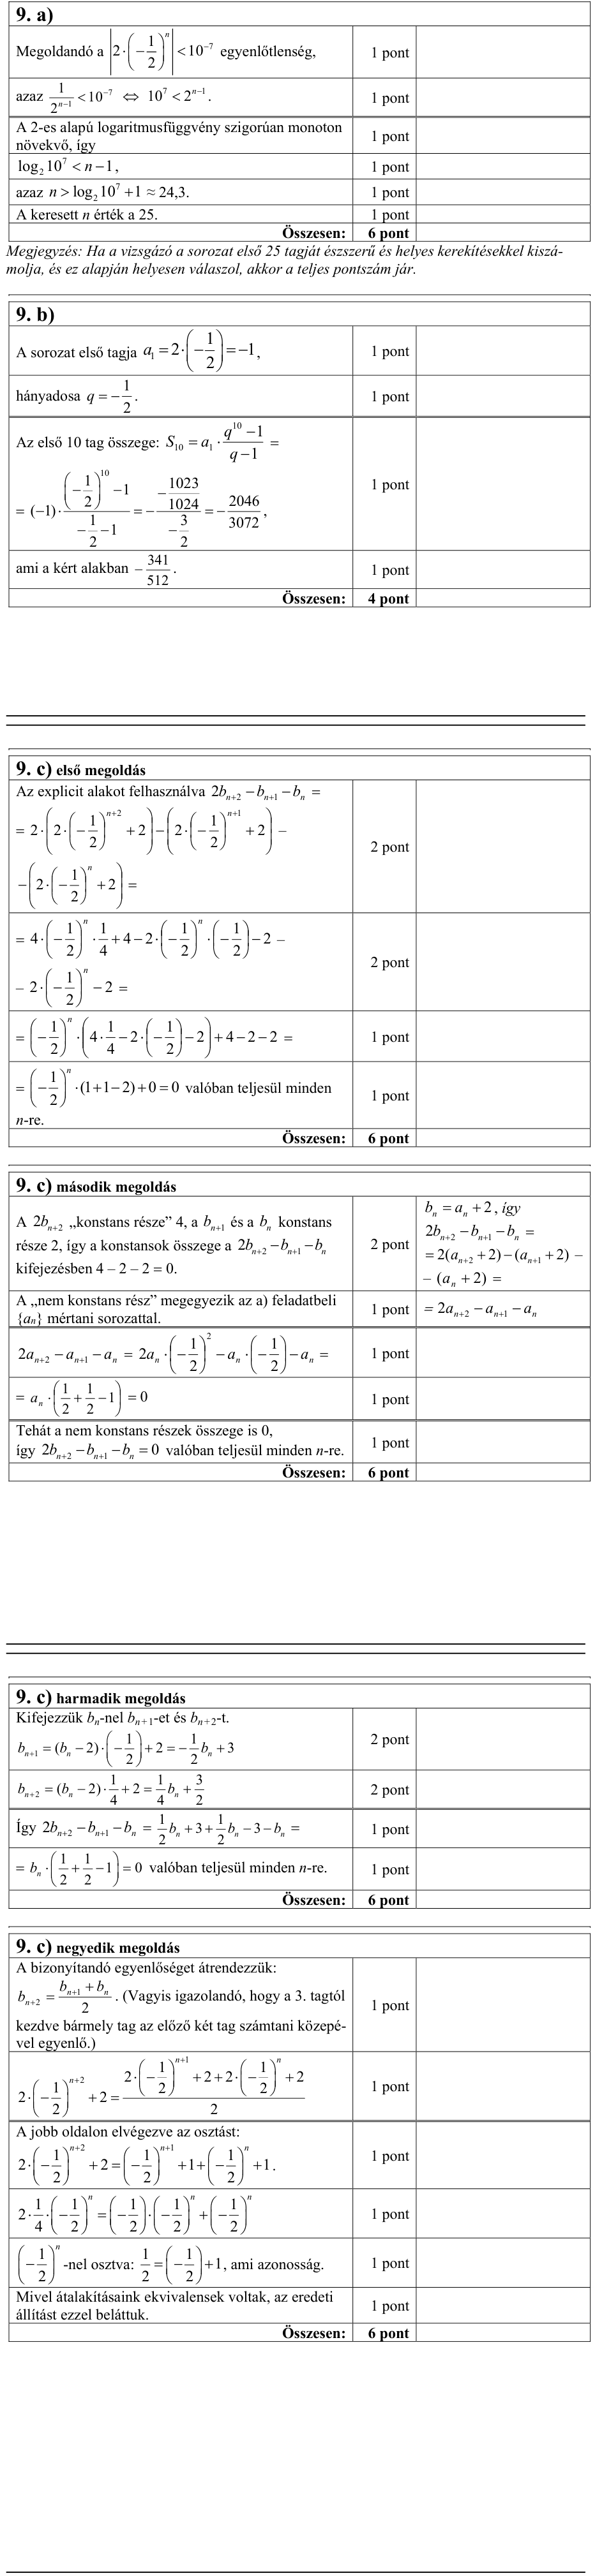 9. a)
Megoldandó a |2·(−1/2)^n| < 10^−7 egyenlőtlenség, 1 pont
azaz 1/2^(n−1) < 10^−7 ⇔ 10^7 < 2^(n−1). 1 pont
A 2-es alapú logaritmusfüggvény szigorúan monoton
növekvő, így 1 pont
log₂10^7 < n−1, 1 pont
azaz n > log₂10^7 + 1 ≈ 24,3. 1 pont
A keresett n érték a 25. 1 pont
Összesen: 6 pont
Megjegyzés: Ha a vizsgázó a sorozat első 25 tagját észszerű és helyes kerekítésekkel kiszá-
molja, és ez alapján helyesen válaszol, akkor a teljes pontszám jár.
9. b)
A sorozat első tagja a₁ = 2·(−1/2) = −1, 1 pont
hányadosa q = −1/2. 1 pont
Az első 10 tag összege: S₁₀ = a₁·(q^10 − 1)/(q − 1) =
= (−1)·((−1/2)^10 − 1)/(−1/2 − 1) = −(−1023/1024)/(−3/2) = −2046/3072, 1 pont
ami a kért alakban −341/512. 1 pont
Összesen: 4 pont
9. c) első megoldás
Az explicit alakot felhasználva 2b_(n+2) − b_(n+1) − b_n =
= 2·(2·(−1/2)^(n+2) + 2) − (2·(−1/2)^(n+1) + 2) − 2 pont
−(2·(−1/2)^n + 2) =
= 4·(−1/2)^n·1/4 + 4 − 2·(−1/2)^n·(−1/2) − 2 − 2 pont
− 2·(−1/2)^n − 2 =
= (−1/2)^n·(4·1/4 − 2·(−1/2) − 2) + 4 − 2 − 2 = 1 pont
= (−1/2)^n·(1+1−2)+0 = 0 valóban teljesül minden 1 pont
n-re.
Összesen: 6 pont
9. c) második megoldás
A 2b_(n+2) „konstans része” 4, a b_(n+1) és a b_n konstans
része 2, így a konstansok összege a 2b_(n+2) − b_(n+1) − b_n
kifejezésben 4 – 2 – 2 = 0. 2 pont
b_n = a_n + 2, így
2b_(n+2) − b_(n+1) − b_n =
= 2(a_(n+2) + 2) − (a_(n+1) + 2) −
− (a_n + 2) =
A „nem konstans rész” megegyezik az a) feladatbeli
{a_n} mértani sorozattal. 1 pont = 2a_(n+2) − a_(n+1) − a_n
2a_(n+2) − a_(n+1) − a_n = 2a_n·(−1/2)^2 − a_n·(−1/2) − a_n = 1 pont
= a_n·(1/2 + 1/2 − 1) = 0 1 pont
Tehát a nem konstans részek összege is 0,
így 2b_(n+2) − b_(n+1) − b_n = 0 valóban teljesül minden n-re. 1 pont
Összesen: 6 pont
9. c) harmadik megoldás
Kifejezzük b_n-nel b_(n+1)-et és b_(n+2)-t.
b_(n+1) = (b_n − 2)·(−1/2) + 2 = −1/2 b_n + 3 2 pont
b_(n+2) = (b_n − 2)·1/4 + 2 = 1/4 b_n + 3/2 2 pont
Így 2b_(n+2) − b_(n+1) − b_n = 1/2 b_n + 3 + 1/2 b_n − 3 − b_n = 1 pont
= b_n·(1/2 + 1/2 − 1) = 0 valóban teljesül minden n-re. 1 pont
Összesen: 6 pont
9. c) negyedik megoldás
A bizonyítandó egyenlőséget átrendezzük:
b_(n+2) = (b_(n+1) + b_n)/2. (Vagyis igazolandó, hogy a 3. tagtól
kezdve bármely tag az előző két tag számtani közepé-
vel egyenlő.) 1 pont
2·(−1/2)^(n+2) + 2 = (2·(−1/2)^(n+1) + 2 + 2·(−1/2)^n + 2)/2 1 pont
A jobb oldalon elvégezve az osztást:
2·(−1/2)^(n+2) + 2 = (−1/2)^(n+1) + 1 + (−1/2)^n + 1. 1 pont
2·1/4·(−1/2)^n = (−1/2)·(−1/2)^n + (−1/2)^n 1 pont
(−1/2)^n -nel osztva: 1/2 = (−1/2) + 1, ami azonosság. 1 pont
Mivel átalakításaink ekvivalensek voltak, az eredeti
állítást ezzel beláttuk. 1 pont
Összesen: 6 pont